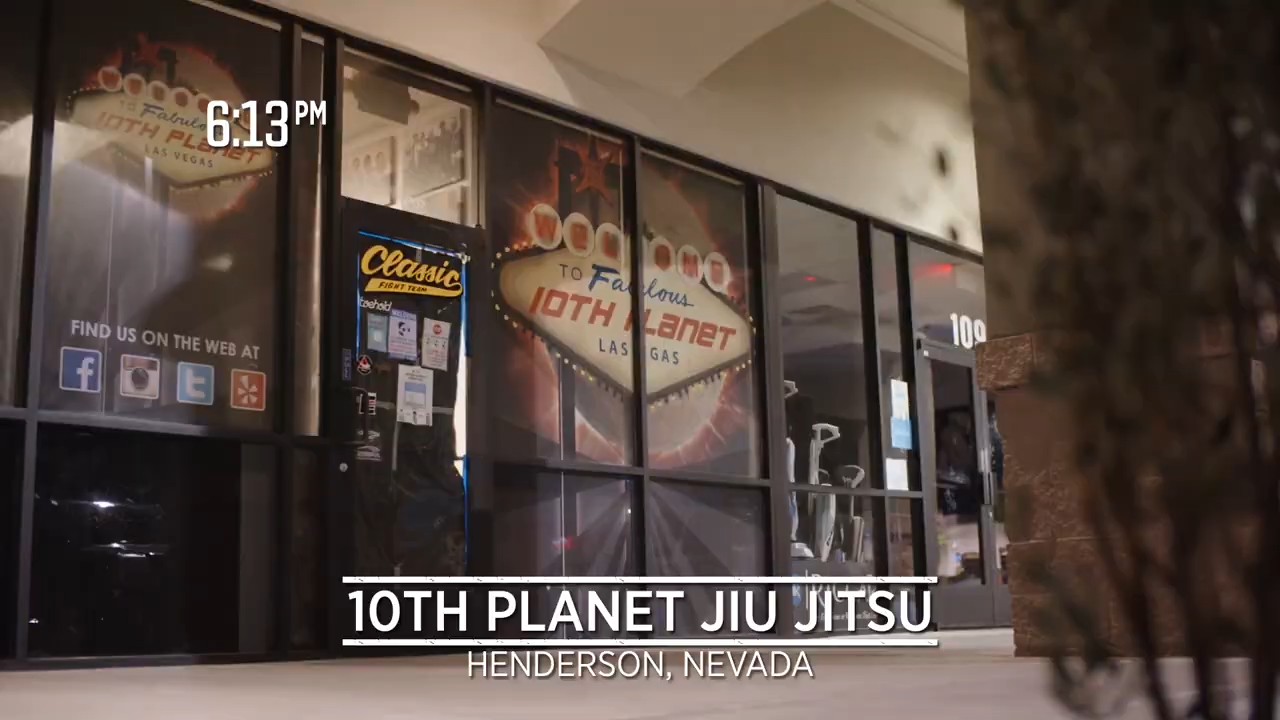 6:13 PM
WELCOME
TO Fabulous
10TH PLANET
LAS VEGAS
FIND US ON THE WEB AT
Classic
FIGHT TEAM
WELCOME
TO Fabulous
10TH PLANET
LAS VEGAS
109
10TH PLANET JIU JITSU
HENDERSON, NEVADA